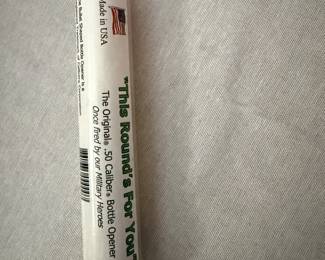 Made in USA
"This Round's For You"
The Original® .50 Caliber® Bottle Opener
Once fired by our Military Heroes